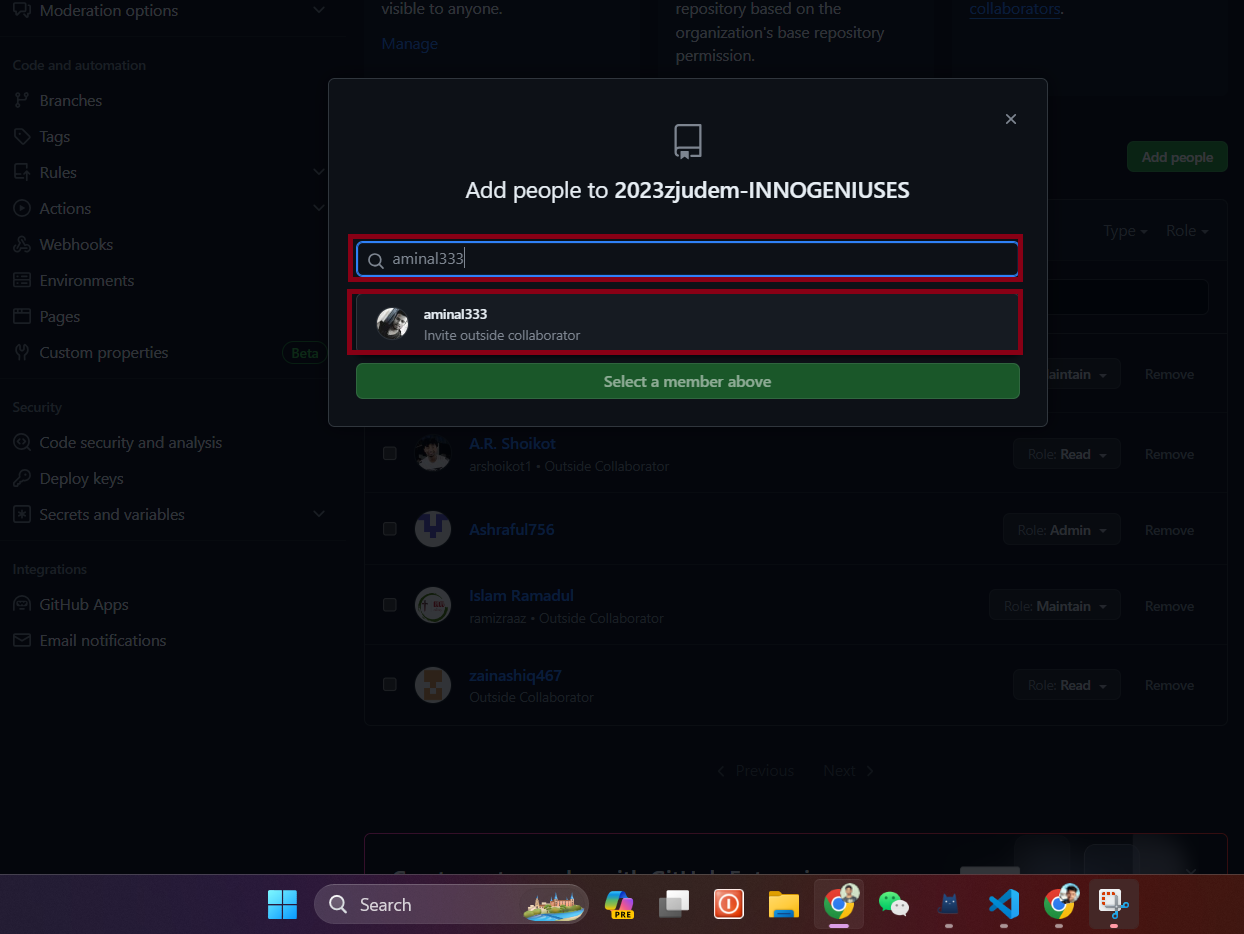 Moderation options
visible to anyone.
Manage
repository based on the
organization's base repository
permission.
collaborators.
Code and automation
Branches
Tags
Rules
Actions
Webhooks
Environments
Pages
Custom properties
Beta
Security
Code security and analysis
Deploy keys
Secrets and variables
Integrations
GitHub Apps
Email notifications
Add people
Type
Role
Add people to 2023zjudem-INNOGENIUSES
aminal333
aminal333
Invite outside collaborator
Select a member above
Remove
A.R. Shoikot
arshoikot1 • Outside Collaborator
Role: Read
Remove
Ashraful756
Role: Admin
Remove
Islam Ramadul
ramizraaz • Outside Collaborator
Role: Maintain
Remove
zainashiq467
Outside Collaborator
Role: Read
Remove
Previous
Next
Search
PRE